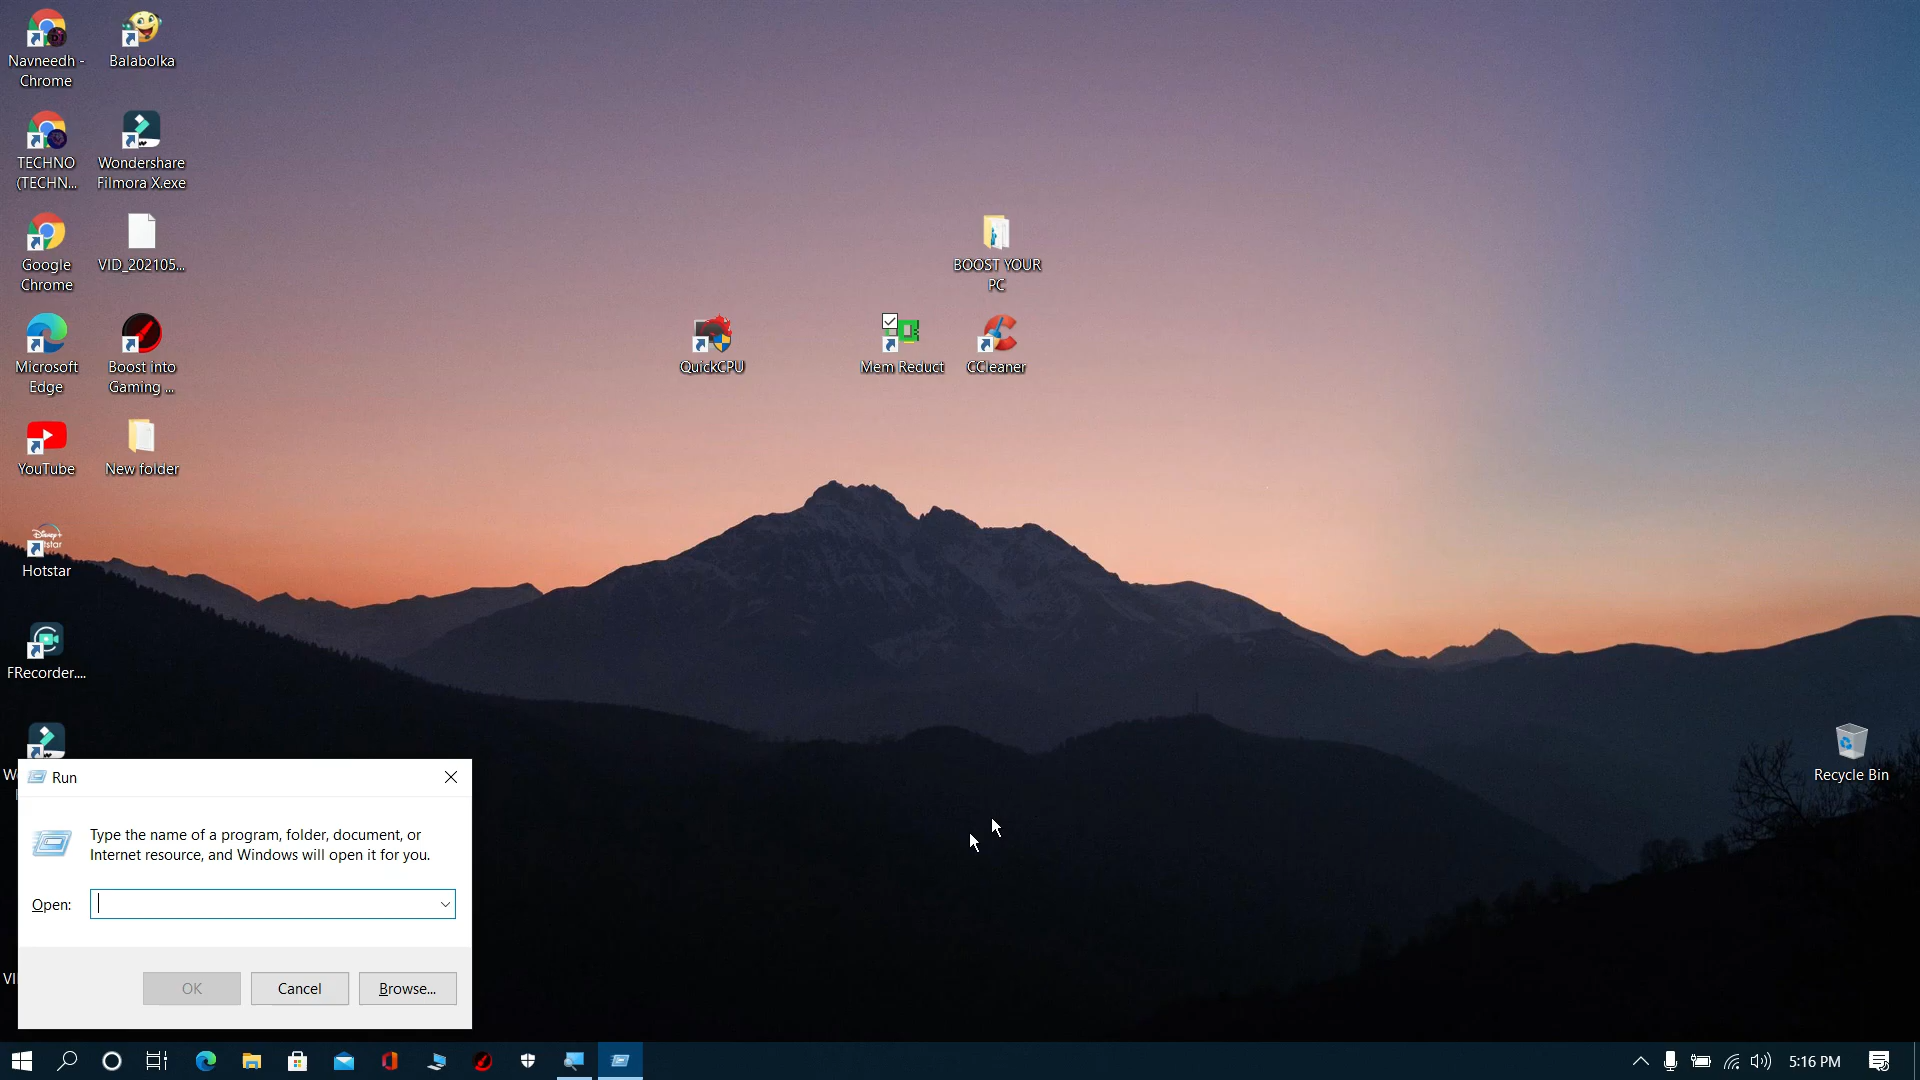 Navneedh -
Chrome
Balabolka
TECHNO
(TECHN...
Wondershare
Filmora X.exe
Google
Chrome
VID_202105...
BOOST YOUR
PC
Microsoft
Edge
Boost into
Gaming ...
QuickCPU
Mem Reduct
CCleaner
YouTube
New folder
Disney+
Hotstar
FRecorder....
Recycle Bin
Run
Type the name of a program, folder, document, or
Internet resource, and Windows will open it for you.
Open:
OK
Cancel
Browse...
5:16 PM